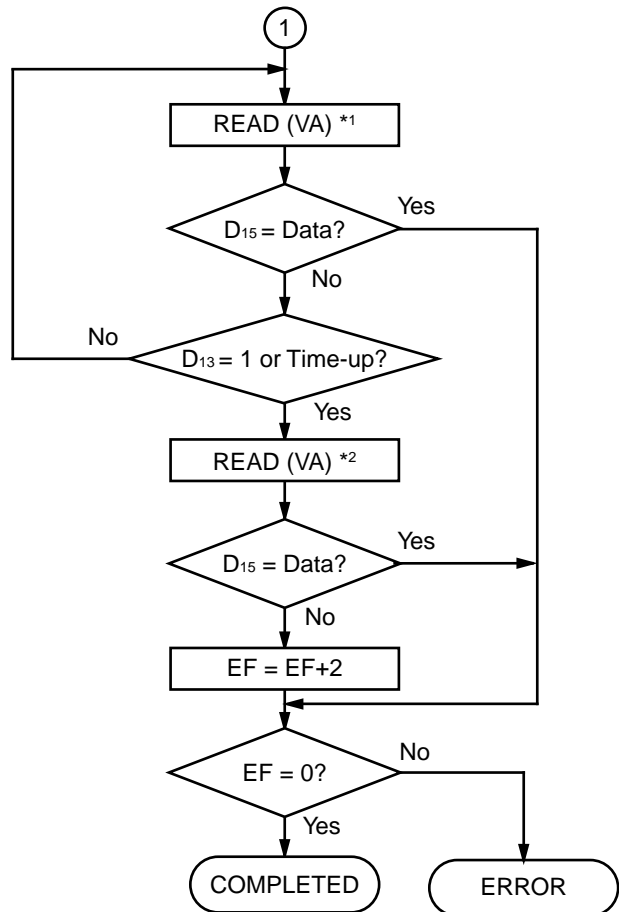 1
READ (VA) *1
Yes
D15 = Data?
No
No
D13 = 1 or Time-up?
Yes
READ (VA) *2
Yes
D15 = Data?
No
EF = EF+2
No
EF = 0?
Yes
COMPLETED
ERROR